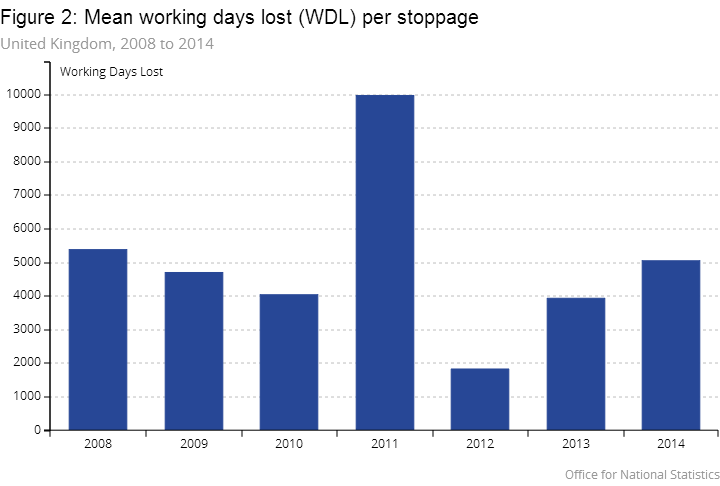 Figure 2: Mean working days lost (WDL) per stoppage
United Kingdom, 2008 to 2014
Working Days Lost
10000
9000
8000
7000
6000
5000
4000
3000
2000
1000
0
2008 2009 2010 2011 2012 2013 2014
Office for National Statistics